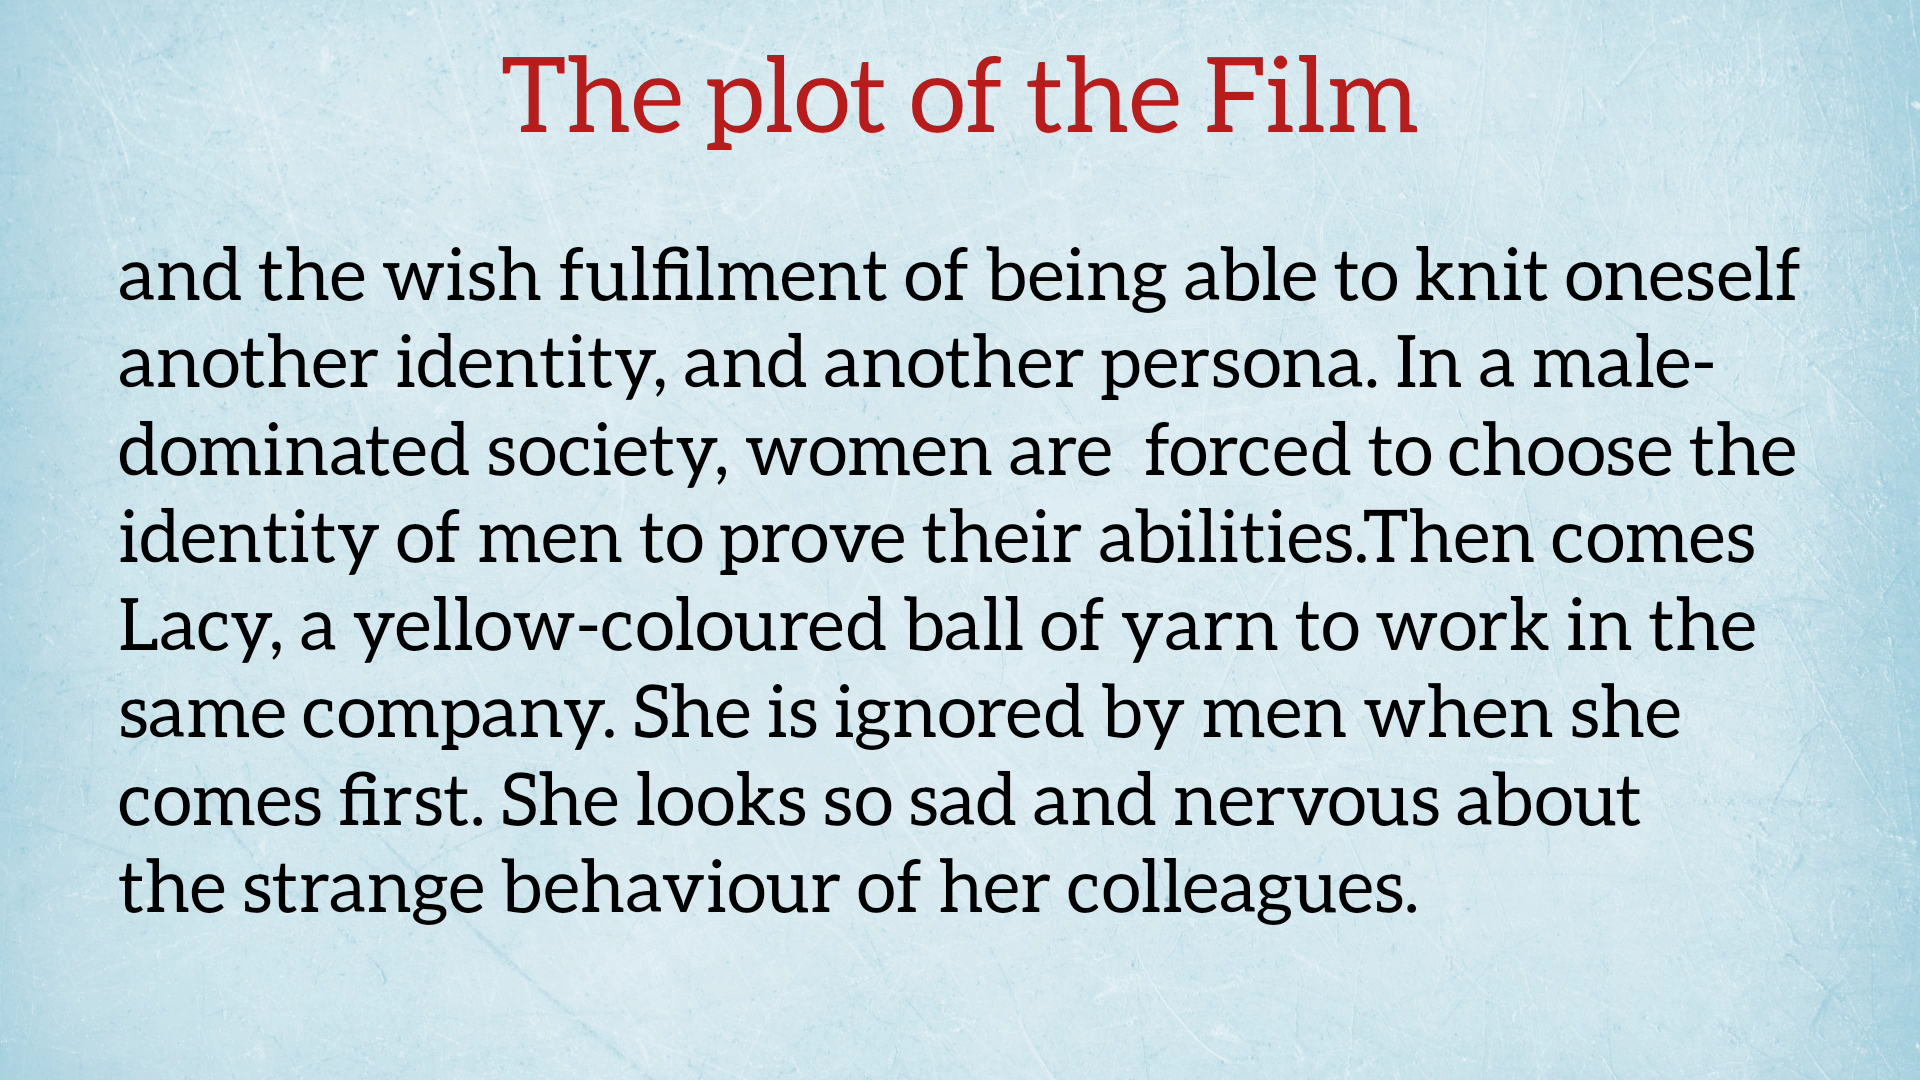 The plot of the Film
and the wish fulfilment of being able to knit oneself
another identity, and another persona. In a male-
dominated society, women are  forced to choose the
identity of men to prove their abilities.Then comes
Lacy, a yellow-coloured ball of yarn to work in the
same company. She is ignored by men when she
comes first. She looks so sad and nervous about
the strange behaviour of her colleagues.